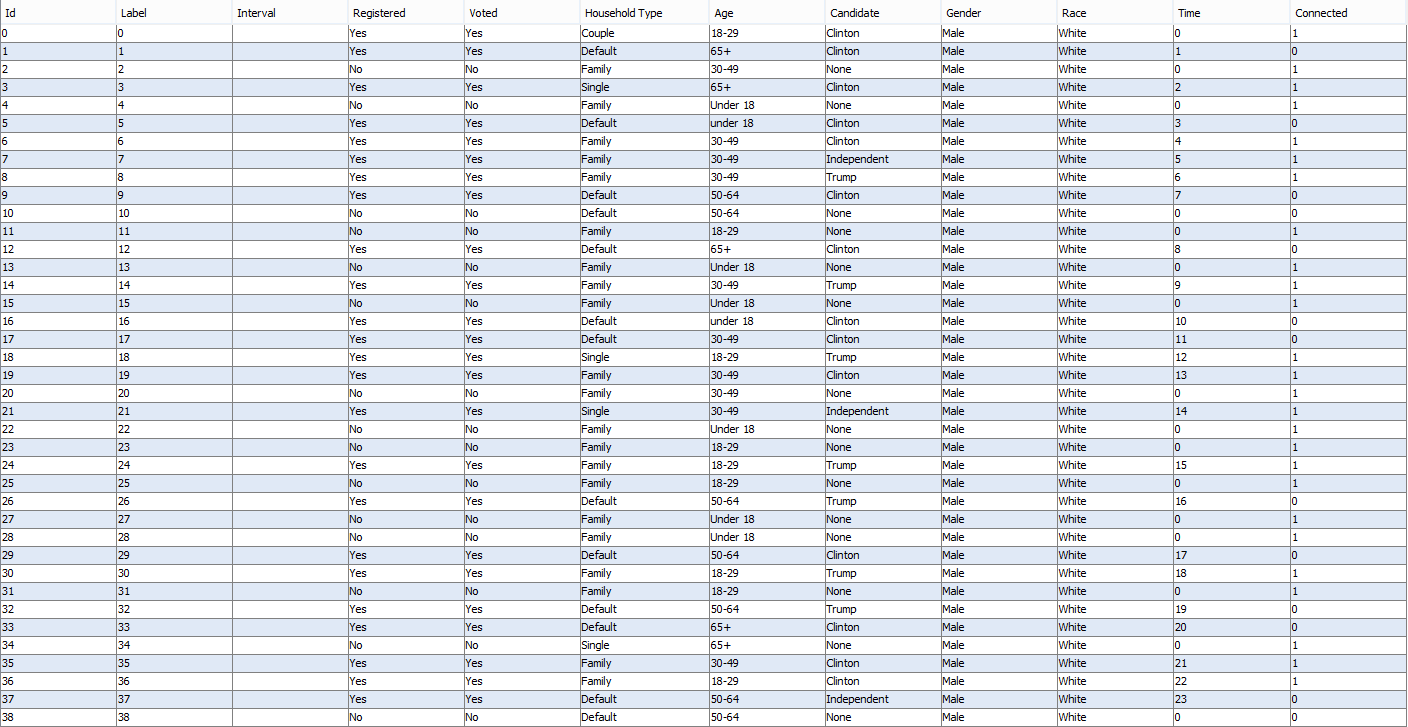 Id Label Interval Registered Voted Household Type Age Candidate Gender Race Time Connected
0 0 Yes Yes Couple 18-29 Clinton Male White 0 1
1 1 Yes Yes Default 65+ Clinton Male White 1 0
2 2 No No Family 30-49 None Male White 0 1
3 3 Yes Yes Single 65+ Clinton Male White 2 1
4 4 No No Family Under 18 None Male White 0 1
5 5 Yes Yes Default under 18 Clinton Male White 3 0
6 6 Yes Yes Family 30-49 Clinton Male White 4 1
7 7 Yes Yes Family 30-49 Independent Male White 5 1
8 8 Yes Yes Family 30-49 Trump Male White 6 1
9 9 Yes Yes Default 50-64 Clinton Male White 7 0
10 10 No No Default 50-64 None Male White 0 0
11 11 No No Family 18-29 None Male White 0 1
12 12 Yes Yes Default 65+ Clinton Male White 8 0
13 13 No No Family Under 18 None Male White 0 1
14 14 Yes Yes Family 30-49 Trump Male White 9 1
15 15 No No Family Under 18 None Male White 0 1
16 16 Yes Yes Default under 18 Clinton Male White 10 0
17 17 Yes Yes Default 30-49 Clinton Male White 11 0
18 18 Yes Yes Single 18-29 Trump Male White 12 1
19 19 Yes Yes Family 30-49 Clinton Male White 13 1
20 20 No No Family 30-49 None Male White 0 1
21 21 Yes Yes Single 30-49 Independent Male White 14 1
22 22 No No Family Under 18 None Male White 0 1
23 23 No No Family 18-29 None Male White 0 1
24 24 Yes Yes Family 18-29 Trump Male White 15 1
25 25 No No Family 18-29 None Male White 0 1
26 26 Yes Yes Default 50-64 Trump Male White 16 0
27 27 No No Family Under 18 None Male White 0 1
28 28 No No Family Under 18 None Male White 0 1
29 29 Yes Yes Default 50-64 Clinton Male White 17 0
30 30 Yes Yes Family 18-29 Trump Male White 18 1
31 31 No No Family 18-29 None Male White 0 1
32 32 Yes Yes Default 50-64 Trump Male White 19 0
33 33 Yes Yes Default 65+ Clinton Male White 20 0
34 34 No No Single 65+ None Male White 0 1
35 35 Yes Yes Family 30-49 Clinton Male White 21 1
36 36 Yes Yes Family 18-29 Clinton Male White 22 1
37 37 Yes Yes Default 50-64 Independent Male White 23 0
38 38 No No Default 50-64 None Male White 0 0